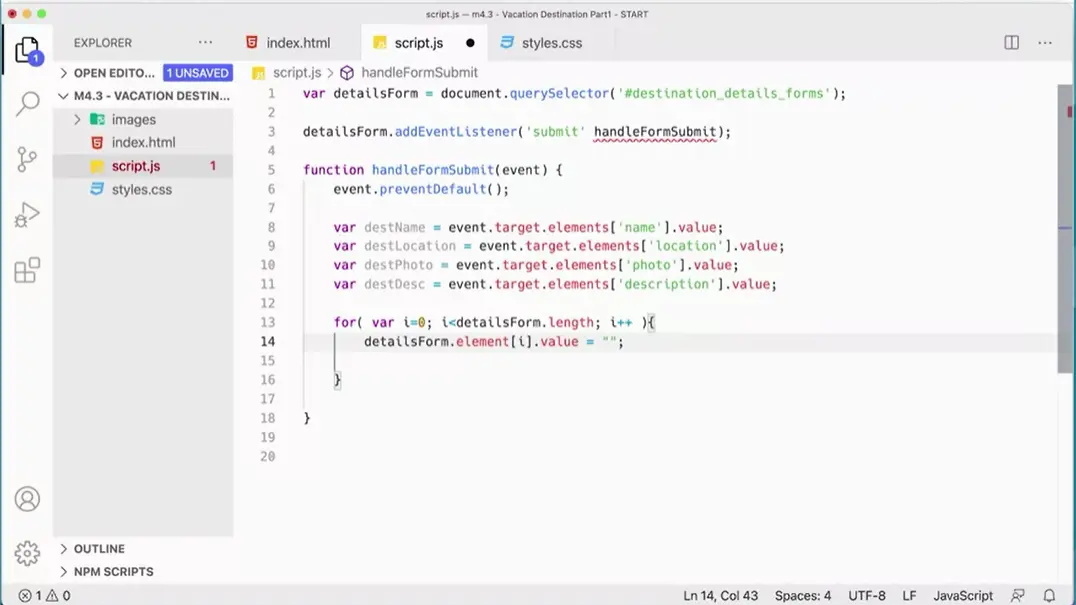 script.js — m4.3 - Vacation Destination Part1 - START
EXPLORER ···
index.html
script.js ●
styles.css
···
1
OPEN EDITO... 1 UNSAVED
script.js > handleFormSubmit
M4.3 - VACATION DESTIN...
images
index.html
script.js 1
styles.css
1 var detailsForm = document.querySelector('#destination_details_forms');
2
3 detailsForm.addEventListener('submit' handleFormSubmit);
4
5 function handleFormSubmit(event) {
6 event.preventDefault();
7
8 var destName = event.target.elements['name'].value;
9 var destLocation = event.target.elements['location'].value;
10 var destPhoto = event.target.elements['photo'].value;
11 var destDesc = event.target.elements['description'].value;
12
13 for( var i=0; i<detailsForm.length; i++ ){
14 detailsForm.element[i].value = "";
15
16 }
17
18 }
19
20
OUTLINE
NPM SCRIPTS
1 0
Ln 14, Col 43 Spaces: 4 UTF-8 LF JavaScript